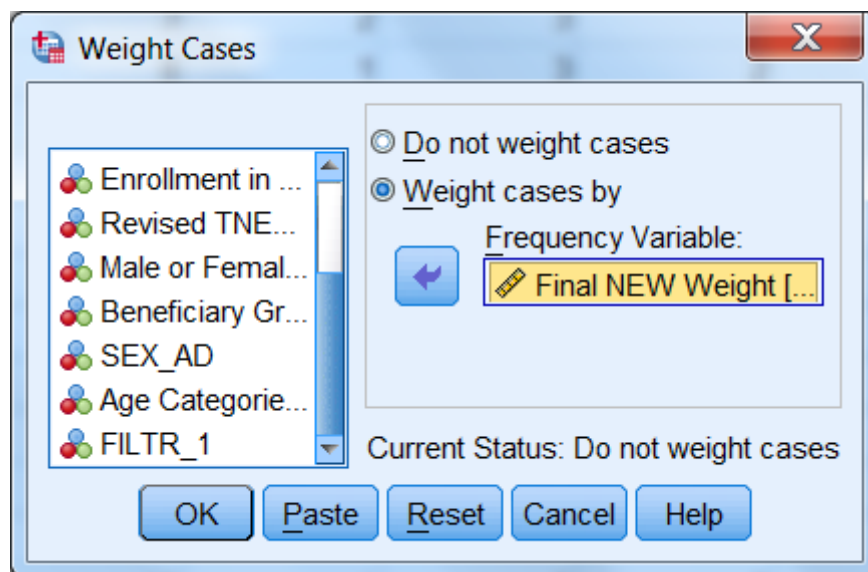 Weight Cases
Enrollment in ...
Revised TNE...
Male or Femal...
Beneficiary Gr...
SEX_AD
Age Categorie...
FILTR_1
Do not weight cases
Weight cases by
Frequency Variable:
Final NEW Weight [...
Current Status: Do not weight cases
OK Paste Reset Cancel Help